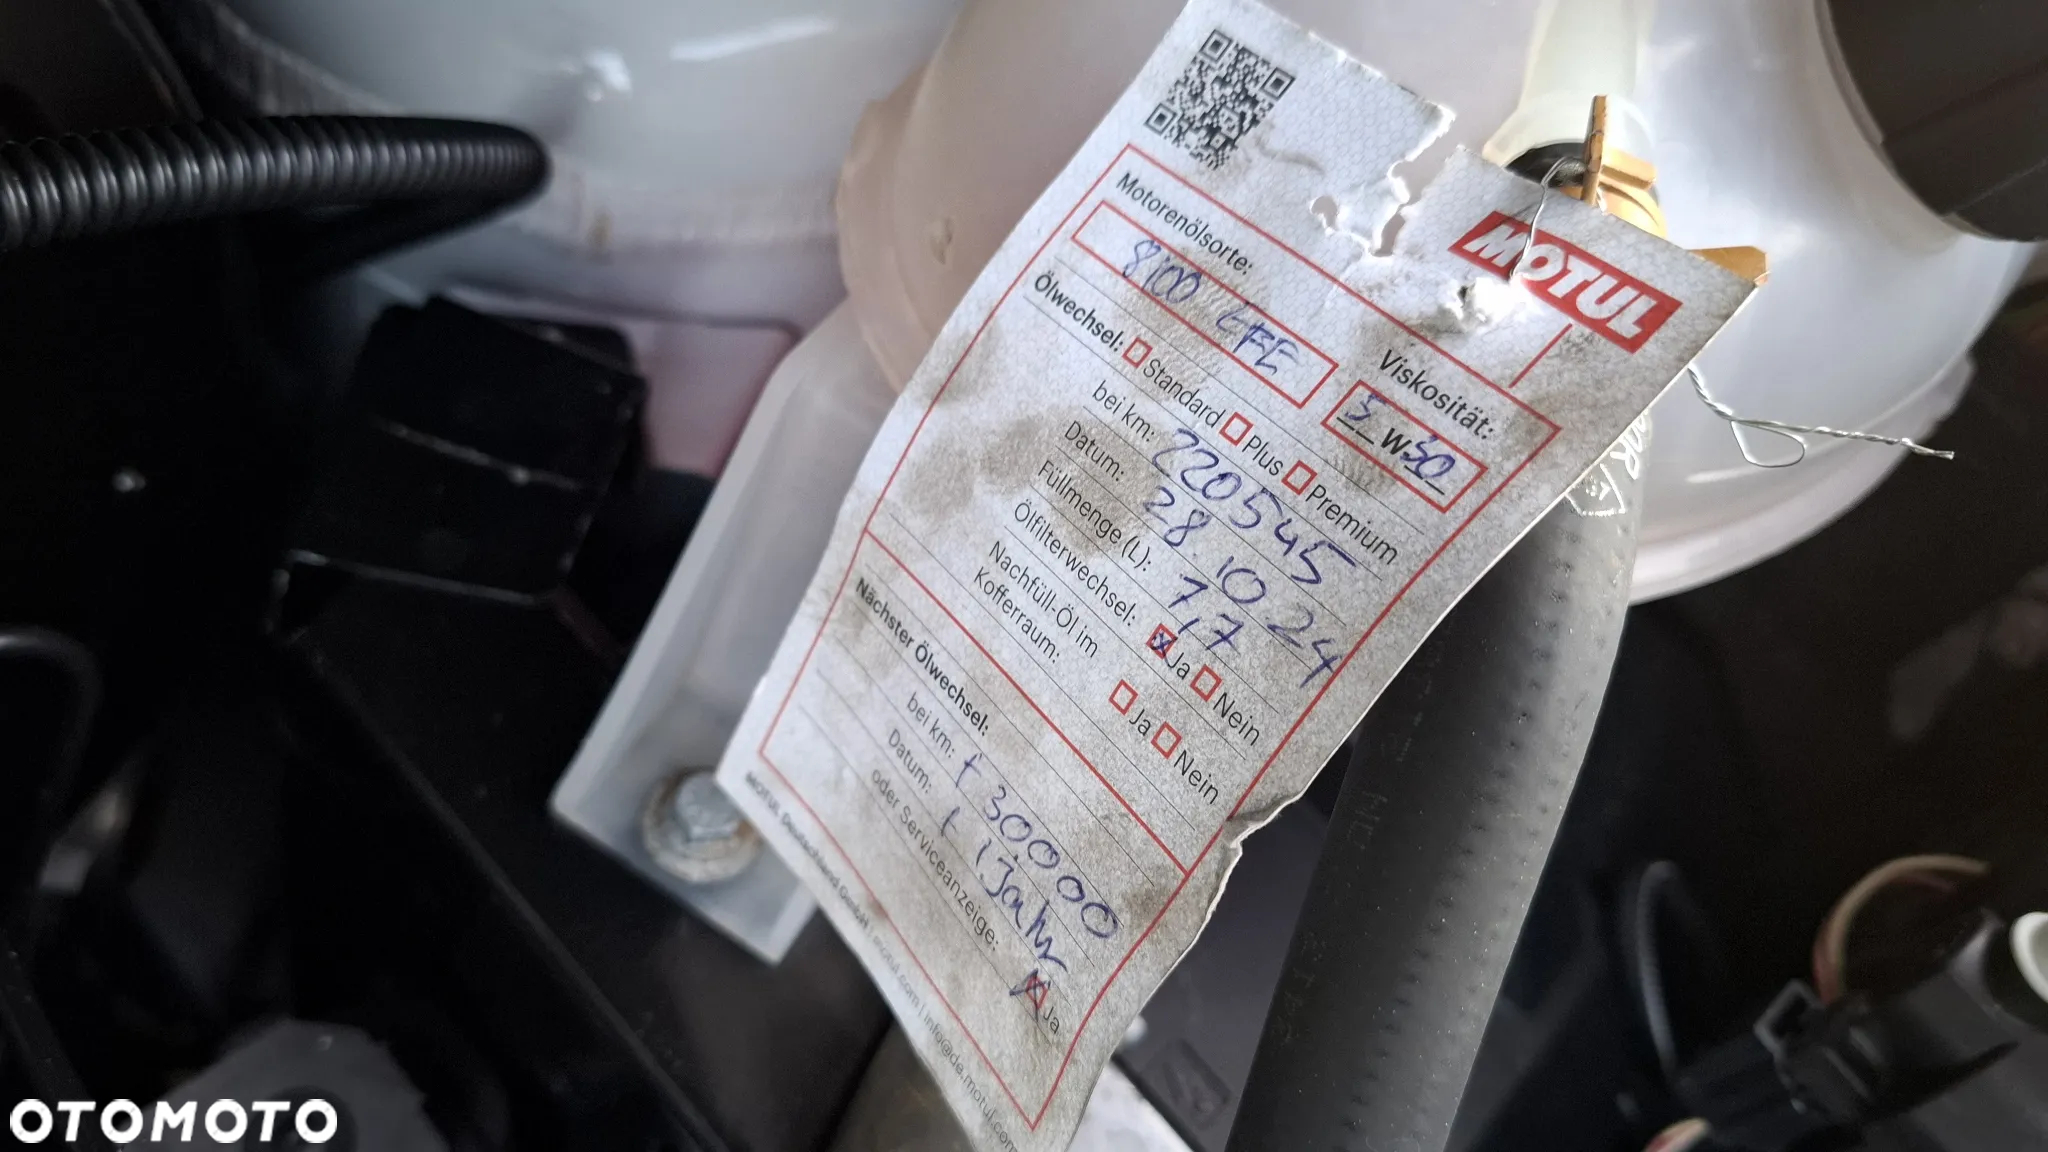 MOTUL
Motorenölsorte:
Viskosität:
8100
5 W 30
Ölwechsel: Standard Plus Premium
bei km: 220545
Datum: 28.10.24
Füllmenge (L): 7,7
Ölfilterwechsel: x Ja Nein
Nachfüll-Öl im
Kofferraum: Ja Nein
Nächster Ölwechsel:
bei km: + 30.000
Datum: + 1 Jahr
oder Serviceanzeige: x Ja
MOTUL Deutschland GmbH | motul.com | info@de.motul.com
OTOMOTO